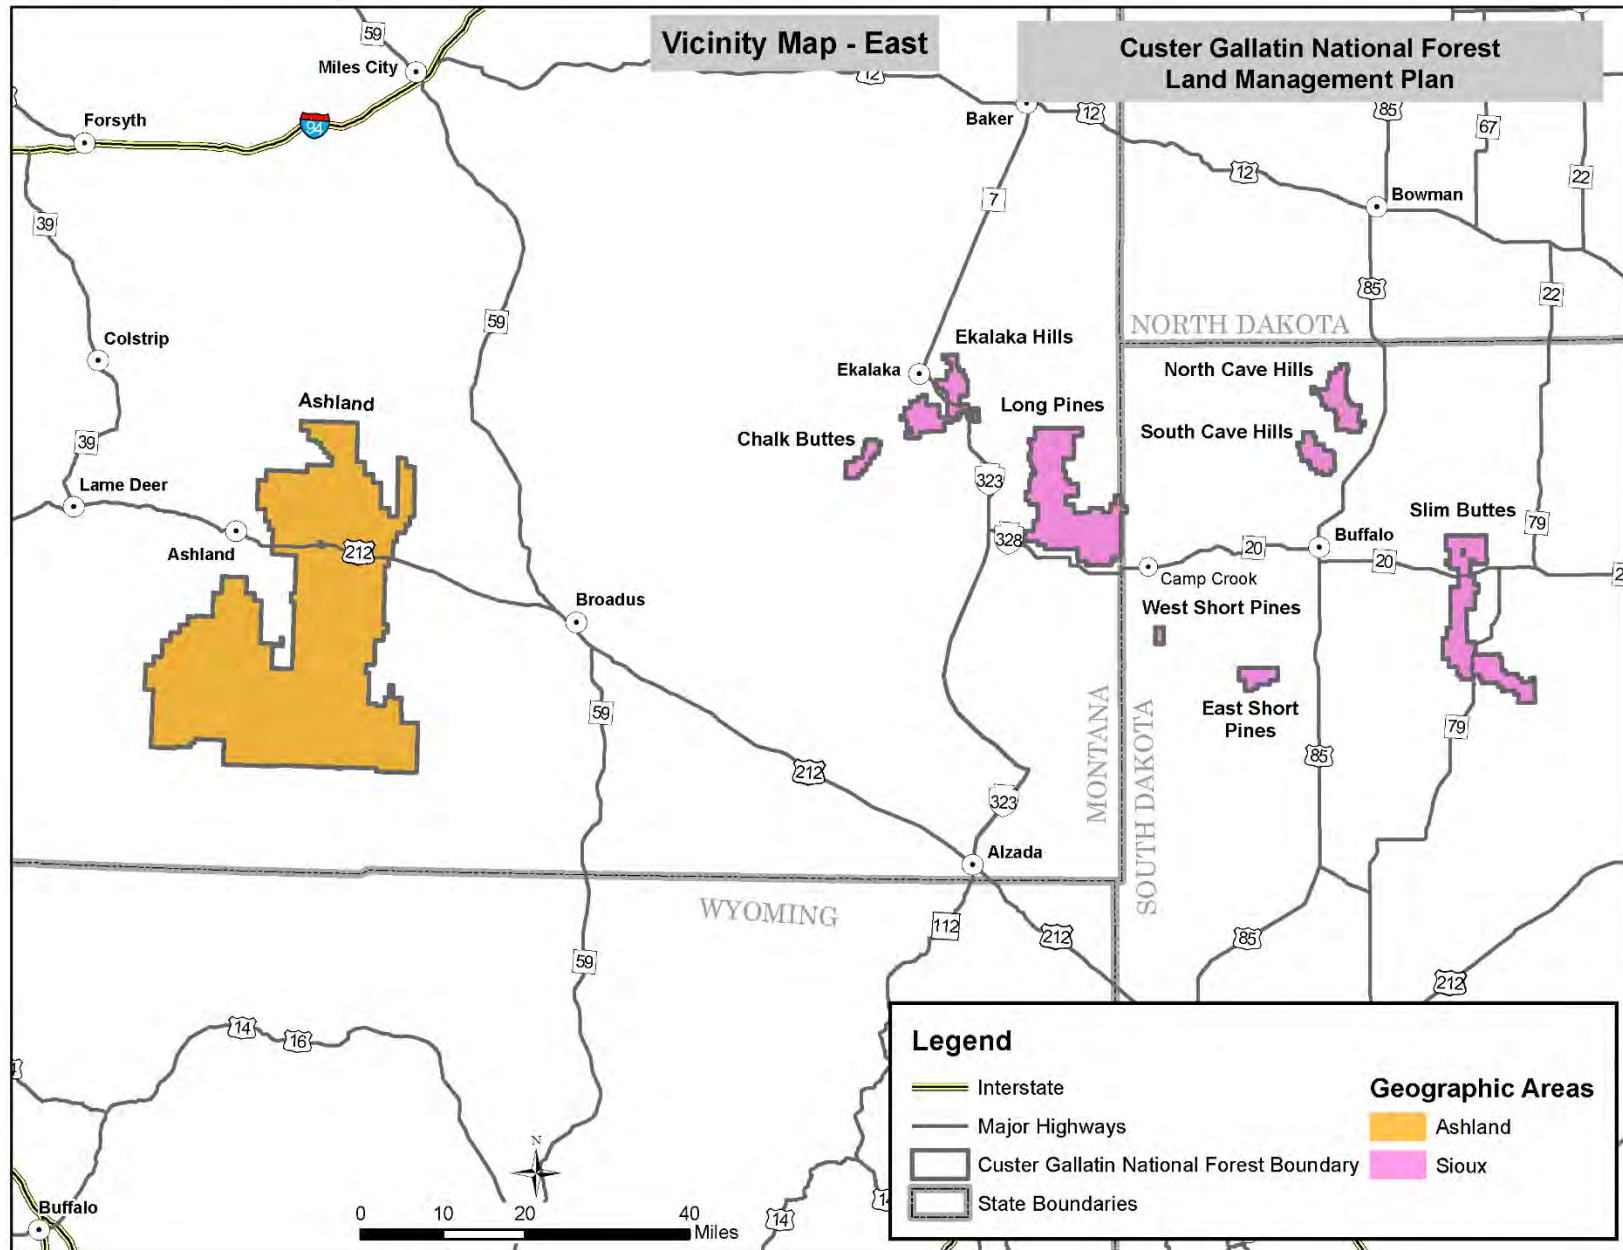 Vicinity Map - East
Custer Gallatin National Forest
Land Management Plan
59
Miles City
12
Baker
12
85
67
22
Forsyth
94
39
7
12
Bowman
85
22
59
NORTH DAKOTA
Colstrip
Ekalaka Hills
Ekalaka
North Cave Hills
Ashland
Long Pines
South Cave Hills
Chalk Buttes
39
323
Lame Deer
Slim Buttes
79
Ashland
212
328
Buffalo
20
20
Camp Crook
Broadus
West Short Pines
East Short
Pines
59
MONTANA
SOUTH DAKOTA
79
85
212
323
Alzada
WYOMING
112
212
85
59
212
14
16
Legend
Interstate
Major Highways
Custer Gallatin National Forest Boundary
State Boundaries
Geographic Areas
Ashland
Sioux
N
Buffalo
0
10
20
40
Miles
14